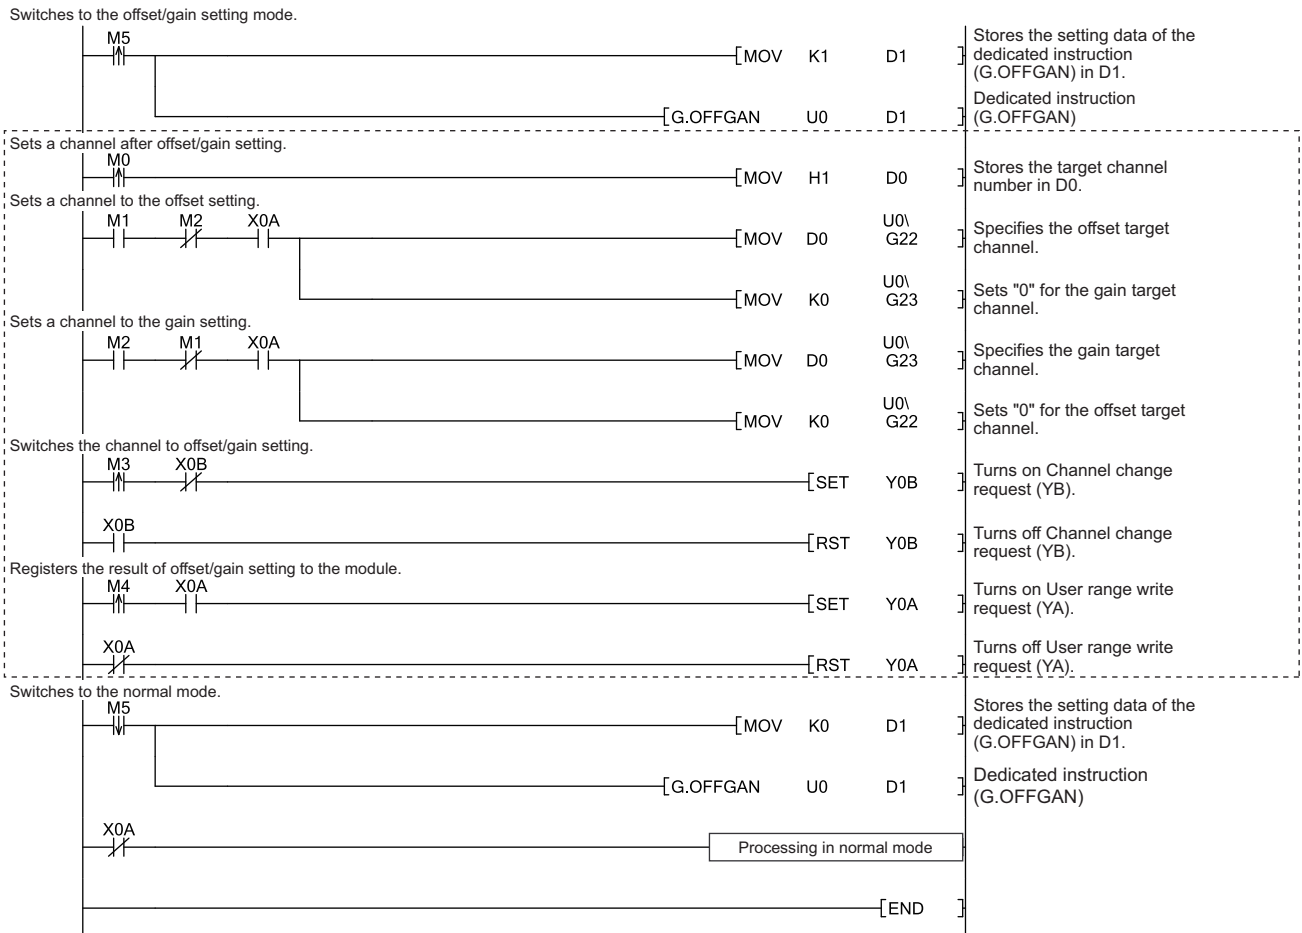 Switches to the offset/gain setting mode.
M5
MOV K1 D1
Stores the setting data of the
dedicated instruction
(G.OFFGAN) in D1.
G.OFFGAN U0 D1
Dedicated instruction
(G.OFFGAN)
Sets a channel after offset/gain setting.
M0
MOV H1 D0
Stores the target channel
number in D0.
Sets a channel to the offset setting.
M1 M2 X0A
MOV D0 U0\
G22
Specifies the offset target
channel.
MOV K0 U0\
G23
Sets "0" for the gain target
channel.
Sets a channel to the gain setting.
M2 M1 X0A
MOV D0 U0\
G23
Specifies the gain target
channel.
MOV K0 U0\
G22
Sets "0" for the offset target
channel.
Switches the channel to offset/gain setting.
M3 X0B
SET Y0B
Turns on Channel change
request (YB).
X0B
RST Y0B
Turns off Channel change
request (YB).
Registers the result of offset/gain setting to the module.
M4 X0A
SET Y0A
Turns on User range write
request (YA).
X0A
RST Y0A
Turns off User range write
request (YA).
Switches to the normal mode.
M5
MOV K0 D1
Stores the setting data of the
dedicated instruction
(G.OFFGAN) in D1.
G.OFFGAN U0 D1
Dedicated instruction
(G.OFFGAN)
X0A
Processing in normal mode
END